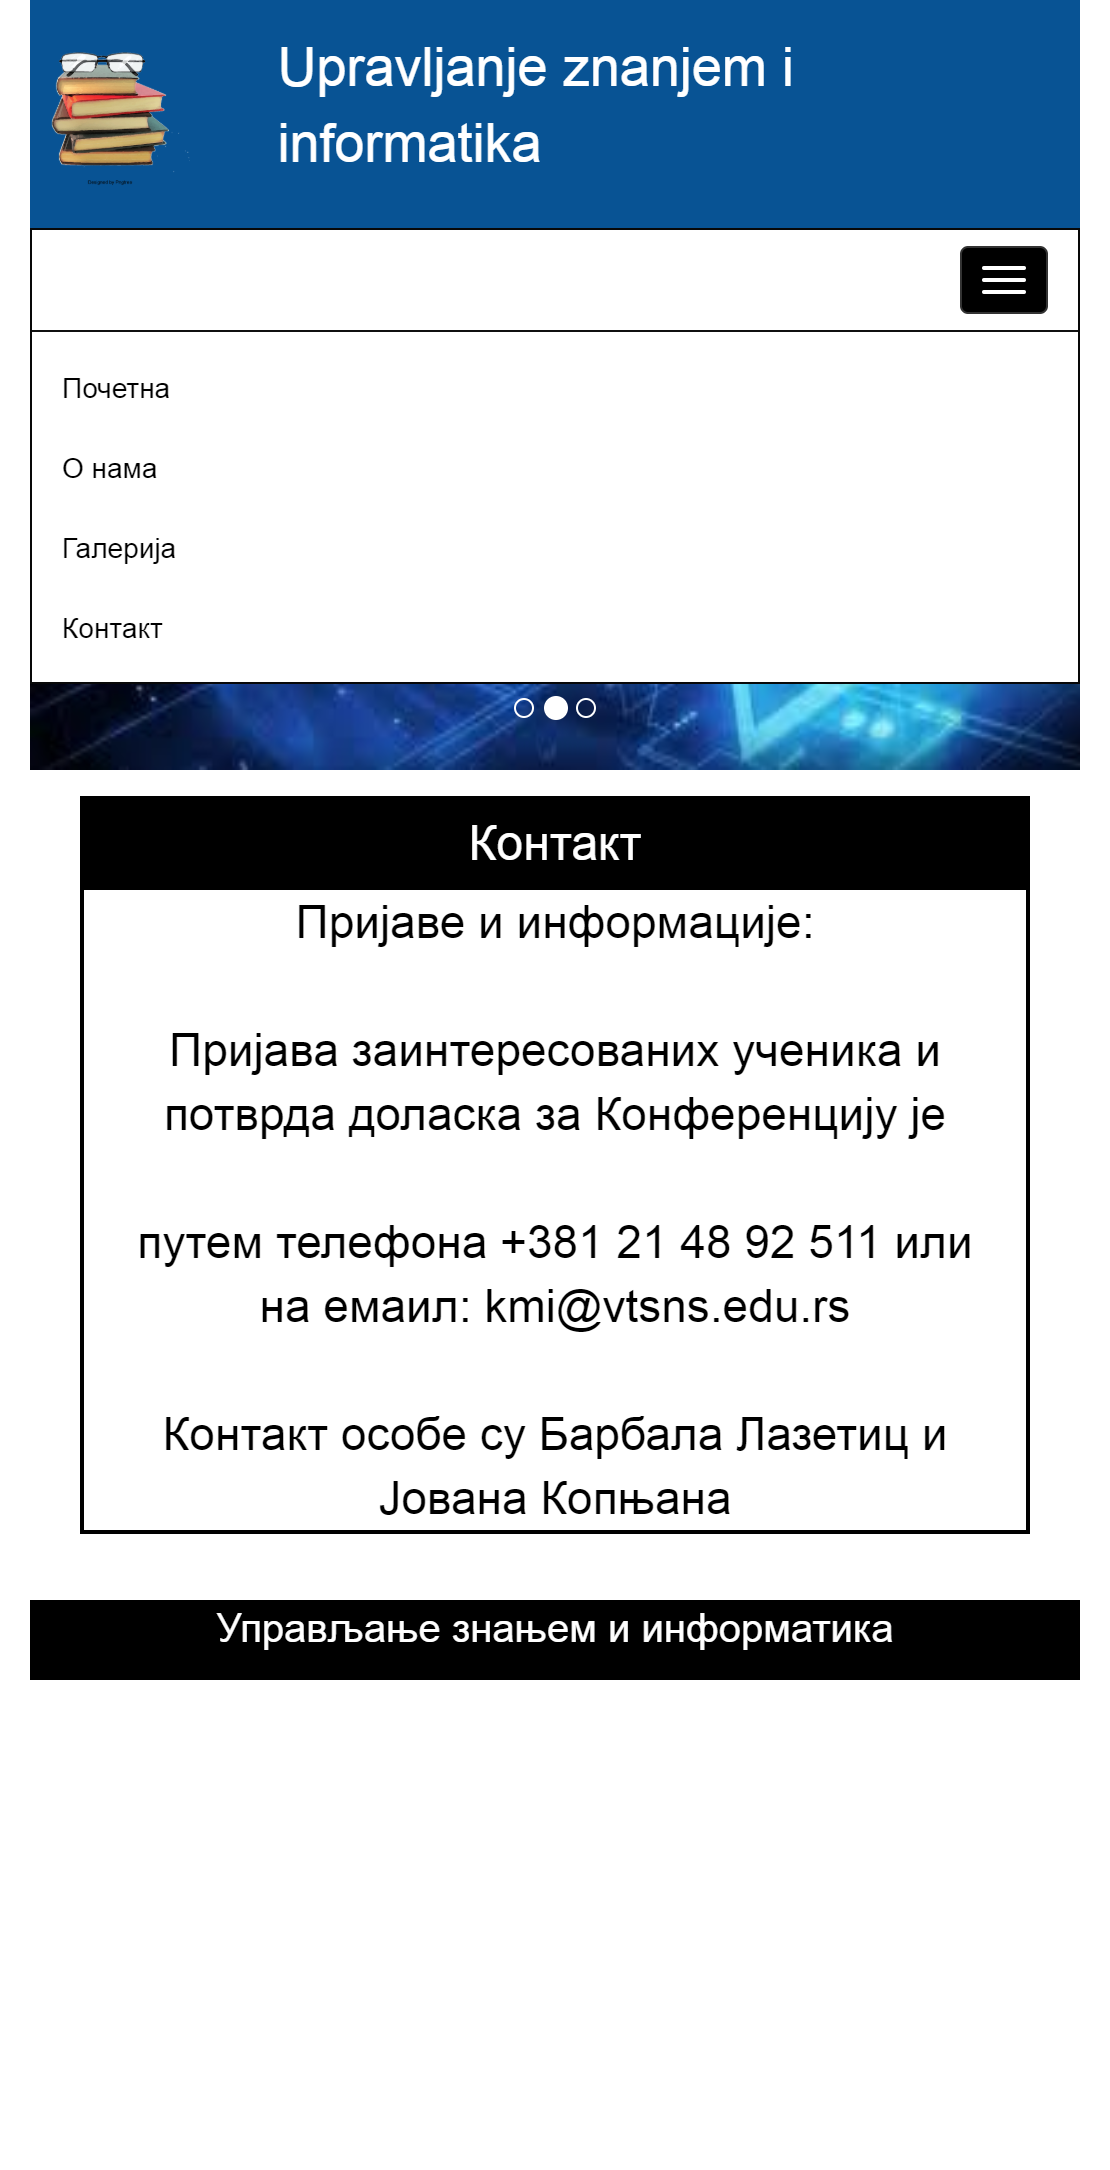 Upravljanje znanjem i
informatika
Почетна
О нама
Галерија
Контакт
Контакт
Пријаве и информације:
Пријава заинтересованих ученика и
потврда доласка за Конференцију је
путем телефона +381 21 48 92 511 или
на емаил: kmi@vtsns.edu.rs
Контакт особе су Барбала Лазетиц и
Јована Копњана
Управљање знањем и информатика